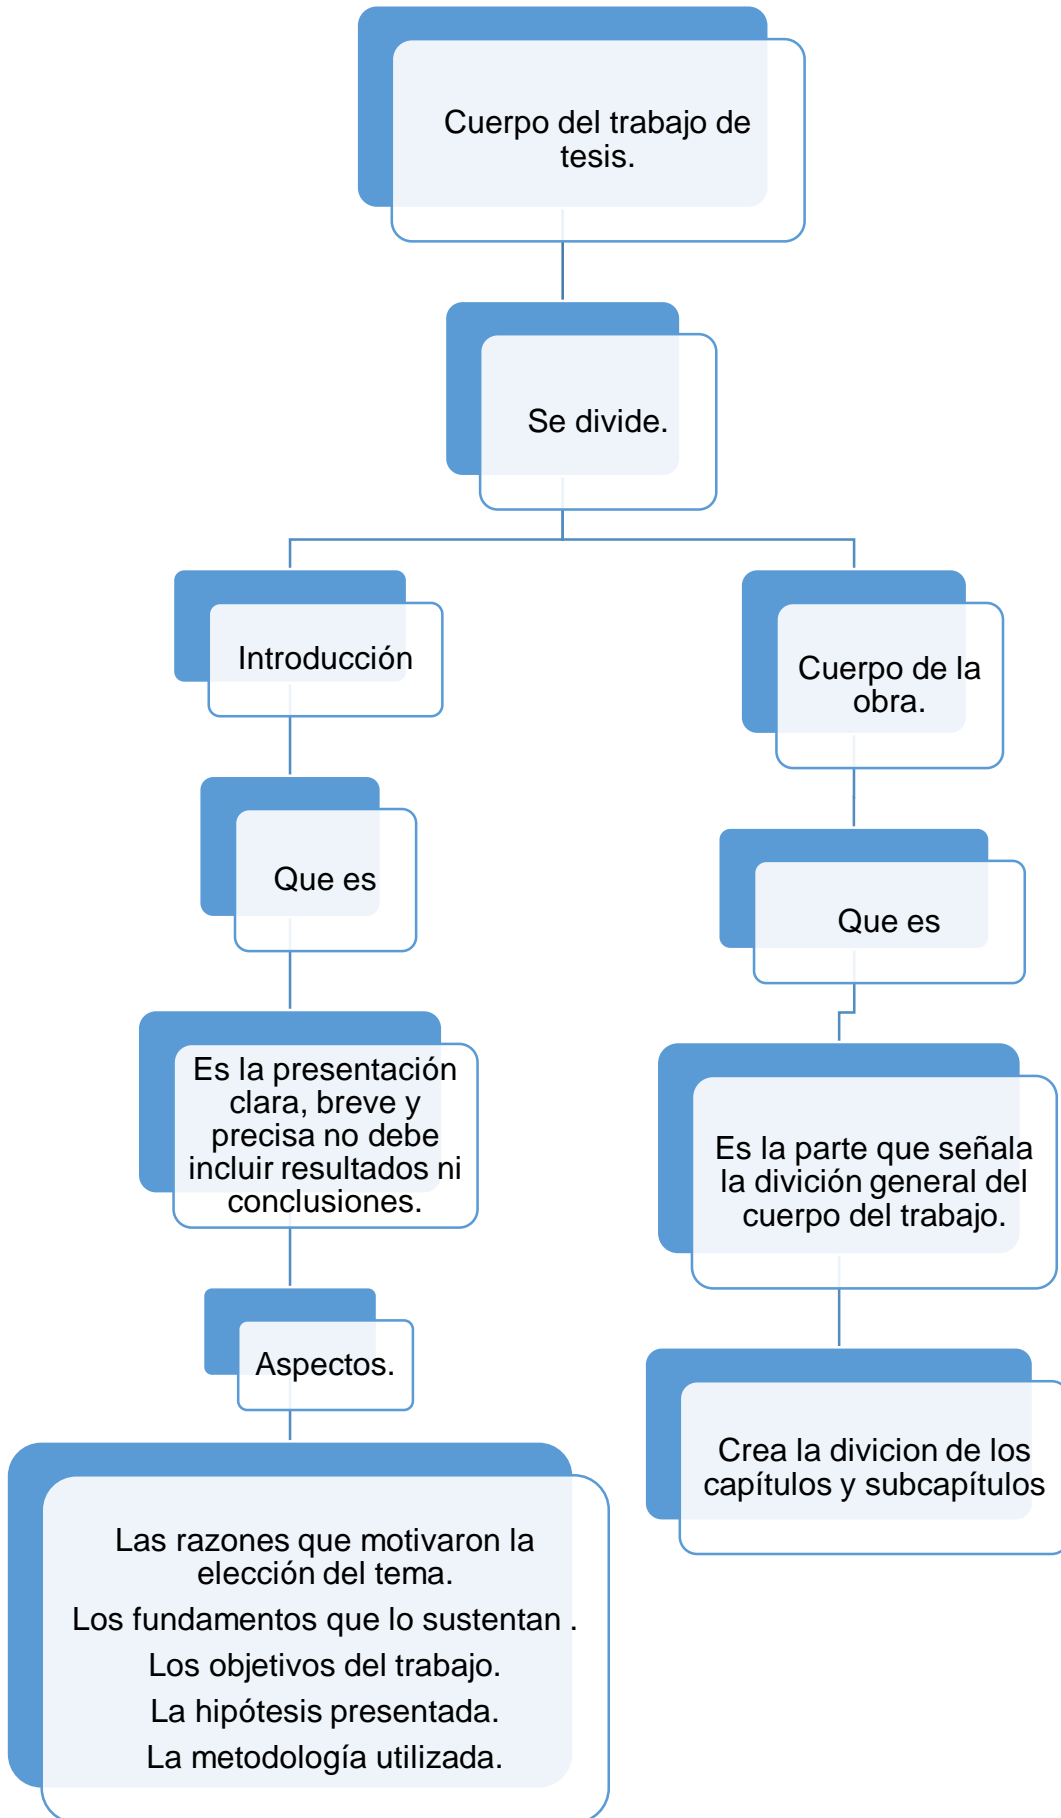 Cuerpo del trabajo de
tesis.
Se divide.
Introducción
Que es
Es la presentación
clara, breve y
precisa no debe
incluir resultados ni
conclusiones.
Aspectos.
Las razones que motivaron la
elección del tema.
Los fundamentos que lo sustentan .
Los objetivos del trabajo.
La hipótesis presentada.
La metodología utilizada.
Cuerpo de la
obra.
Que es
Es la parte que señala
la divición general del
cuerpo del trabajo.
Crea la divicion de los
capítulos y subcapítulos